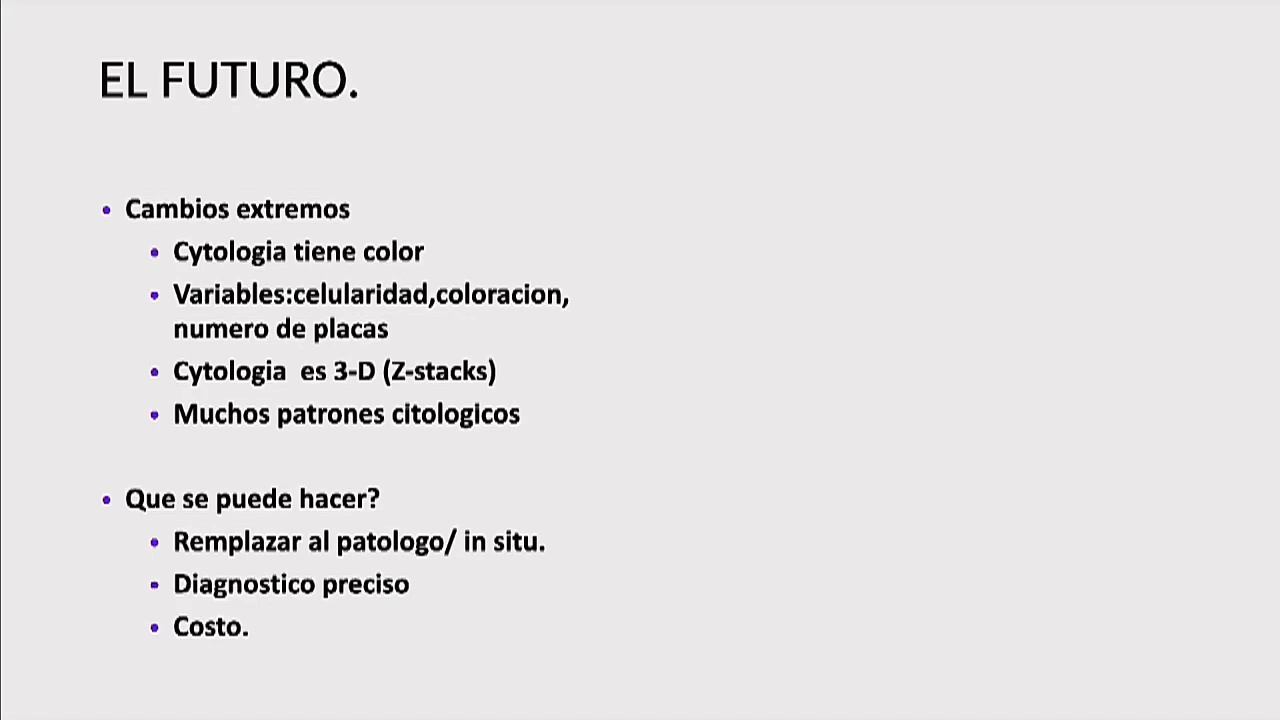 EL FUTURO.
• Cambios extremos
• Cytologia tiene color
• Variables:celularidad,coloracion,
numero de placas
• Cytologia  es 3-D (Z-stacks)
• Muchos patrones citologicos
• Que se puede hacer?
• Remplazar al patologo/ in situ.
• Diagnostico preciso
• Costo.